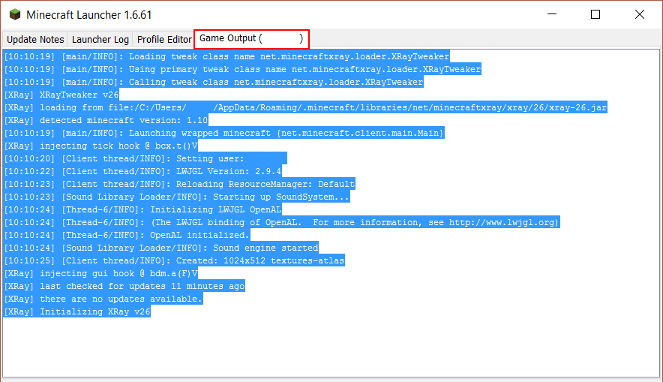 Minecraft Launcher 1.6.61
Update Notes Launcher Log Profile Editor Game Output ( )
[10:10:19] [main/INFO]: Loading tweak class name net.minecraftxray.loader.XRayTweaker
[10:10:19] [main/INFO]: Using primary tweak class name net.minecraftxray.loader.XRayTweaker
[10:10:19] [main/INFO]: Calling tweak class net.minecraftxray.loader.XRayTweaker
[XRay] XRayTweaker v26
[XRay] loading from file:/C:/Users/ /AppData/Roaming/.minecraft/libraries/net/minecraftxray/xray/26/xray-26.jar
[XRay] detected minecraft version: 1.10
[10:10:19] [main/INFO]: Launching wrapped minecraft {net.minecraft.client.main.Main}
[XRay] injecting tick hook @ bcx.t()V
[10:10:20] [Client thread/INFO]: Setting user:
[10:10:22] [Client thread/INFO]: LWJGL Version: 2.9.4
[10:10:23] [Client thread/INFO]: Reloading ResourceManager: Default
[10:10:23] [Sound Library Loader/INFO]: Starting up SoundSystem...
[10:10:24] [Thread-6/INFO]: Initializing LWJGL OpenAL
[10:10:24] [Thread-6/INFO]: (The LWJGL binding of OpenAL.  For more information, see http://www.lwjgl.org)
[10:10:24] [Thread-6/INFO]: OpenAL initialized.
[10:10:24] [Sound Library Loader/INFO]: Sound engine started
[10:10:25] [Client thread/INFO]: Created: 1024x512 textures-atlas
[XRay] injecting gui hook @ bdm.a(F)V
[XRay] last checked for updates 11 minutes ago
[XRay] there are no updates available.
[XRay] Initializing XRay v26